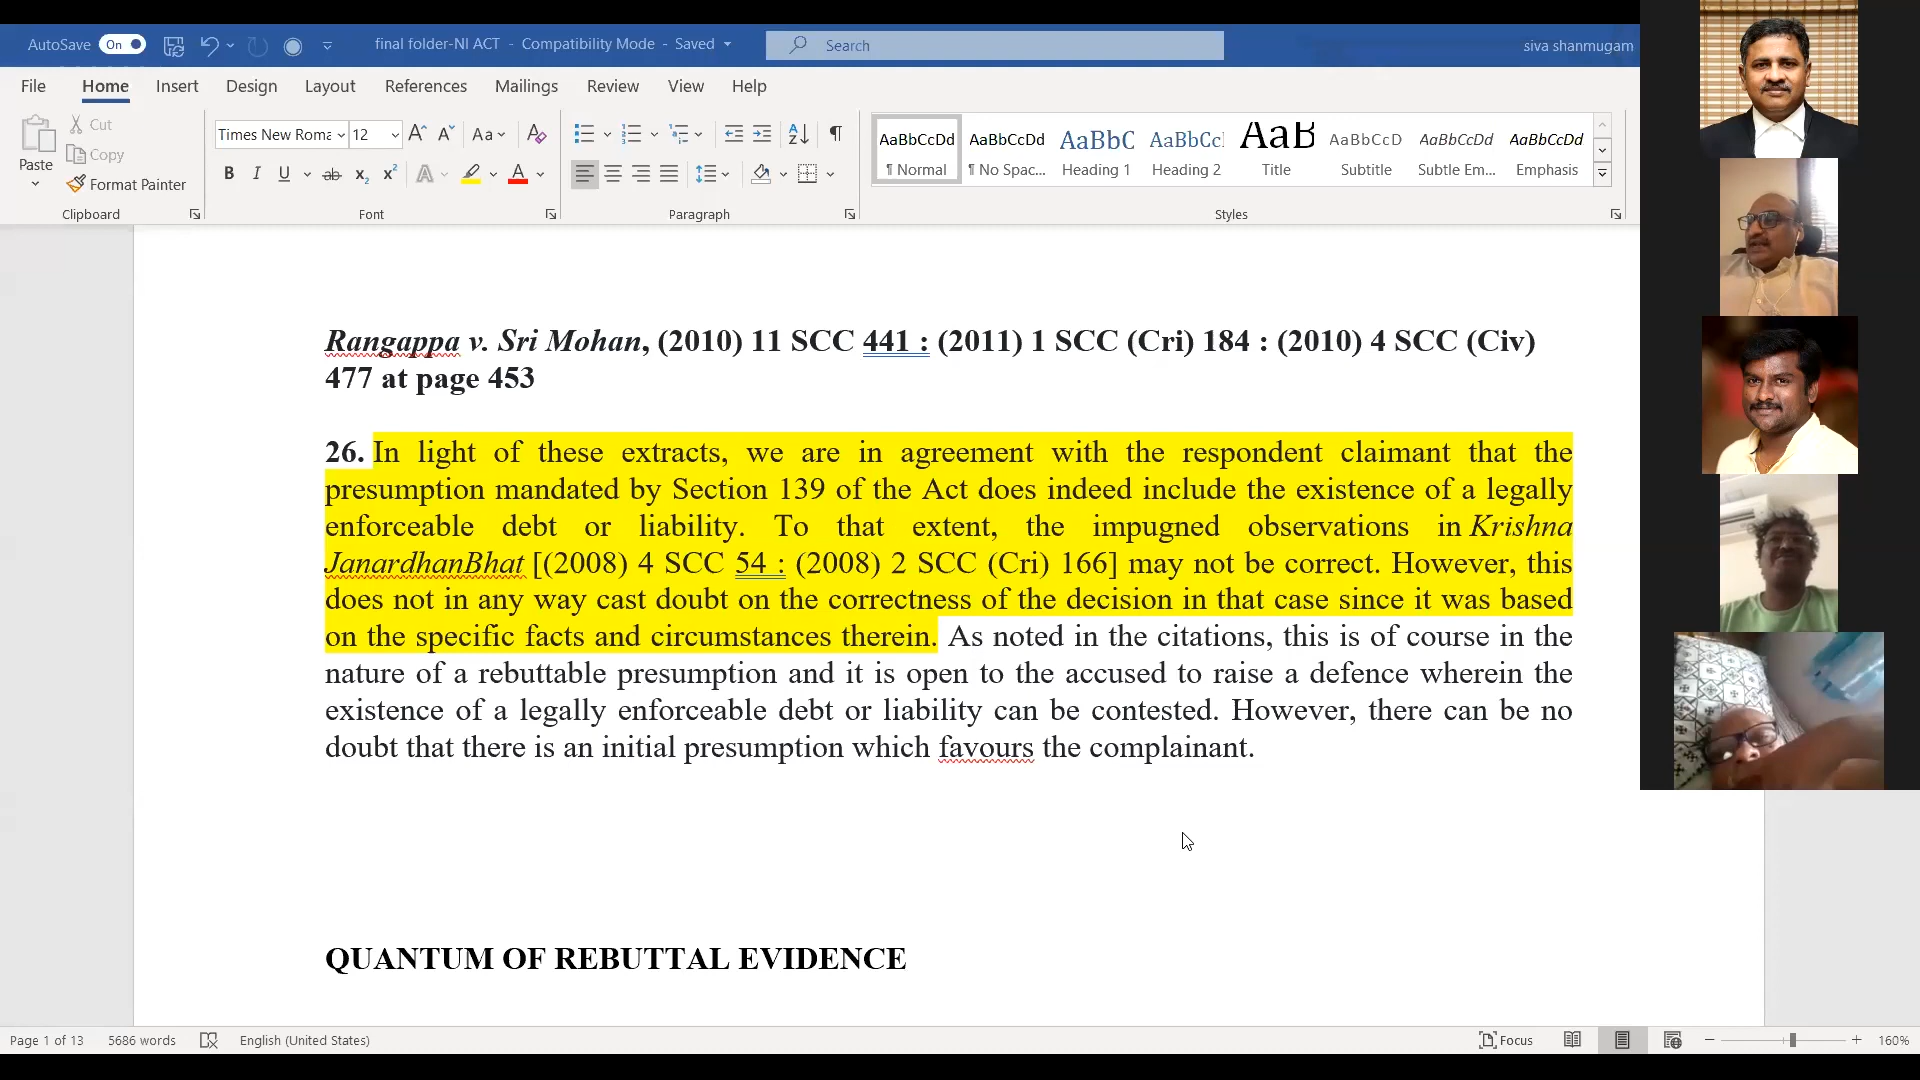 AutoSave On final folder-NI ACT - Compatibility Mode - Saved Search siva shanmugam
File Home Insert Design Layout References Mailings Review View Help
Paste Cut Copy Format Painter
Times New Roma 12
AaBbCcDd AaBbCcDd AaBbC AaBbCcI AaB AaBbCcD AaBbCcDd AaBbCcDd
¶ Normal ¶ No Spac... Heading 1 Heading 2 Title Subtitle Subtle Em... Emphasis
Clipboard Font Paragraph Styles
Rangappa v. Sri Mohan, (2010) 11 SCC 441 : (2011) 1 SCC (Cri) 184 : (2010) 4 SCC (Civ)
477 at page 453
26. In light of these extracts, we are in agreement with the respondent claimant that the
presumption mandated by Section 139 of the Act does indeed include the existence of a legally
enforceable debt or liability. To that extent, the impugned observations in Krishna
JanardhanBhat [(2008) 4 SCC 54 : (2008) 2 SCC (Cri) 166] may not be correct. However, this
does not in any way cast doubt on the correctness of the decision in that case since it was based
on the specific facts and circumstances therein. As noted in the citations, this is of course in the
nature of a rebuttable presumption and it is open to the accused to raise a defence wherein the
existence of a legally enforceable debt or liability can be contested. However, there can be no
doubt that there is an initial presumption which favours the complainant.
QUANTUM OF REBUTTAL EVIDENCE
Page 1 of 13 5686 words English (United States) Focus 160%